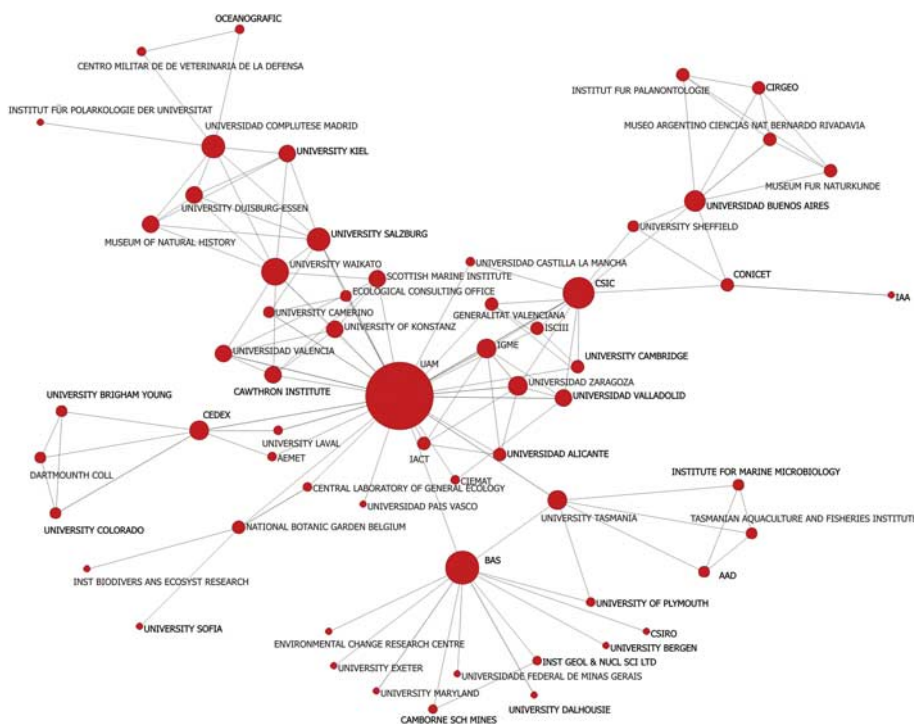 OCEANOGRAFIC
CENTRO MILITAR DE DE VETERINARIA DE LA DEFENSA
INSTITUT FÜR POLARKOLOGIE DER UNIVERSITAT
UNIVERSIDAD COMPLUTESE MADRID
UNIVERSITY KIEL
UNIVERSITY DUISBURG-ESSEN
MUSEUM OF NATURAL HISTORY
UNIVERSITY SALZBURG
UNIVERSITY WAIKATO
SCOTTISH MARINE INSTITUTE
ECOLOGICAL CONSULTING OFFICE
UNIVERSITY CAMERINO
UNIVERSITY OF KONSTANZ
UNIVERSIDAD VALENCIA
CAWTHRON INSTITUTE
UAM
INSTITUT FUR PALANONTOLOGIE
CIRGEO
MUSEO ARGENTINO CIENCIAS NAT BERNARDO RIVADAVIA
MUSEUM FUR NATURKUNDE
UNIVERSIDAD BUENOS AIRES
UNIVERSITY SHEFFIELD
UNIVERSIDAD CASTILLA LA MANCHA
CSIC
CONICET
IAA
GENERALITAT VALENCIANA
ISCIII
IGME
UNIVERSITY CAMBRIDGE
UNIVERSIDAD ZARAGOZA
UNIVERSIDAD VALLADOLID
UNIVERSITY BRIGHAM YOUNG
CEDEX
UNIVERSITY LAVAL
AEMET
DARTMOUNTH COLL
UNIVERSITY COLORADO
IACT
UNIVERSIDAD ALICANTE
CIEMAT
CENTRAL LABORATORY OF GENERAL ECOLOGY
UNIVERSIDAD PAIS VASCO
NATIONAL BOTANIC GARDEN BELGIUM
INST BIODIVERS ANS ECOSYST RESEARCH
UNIVERSITY SOFIA
INSTITUTE FOR MARINE MICROBIOLOGY
UNIVERSITY TASMANIA
TASMANIAN AQUACULTURE AND FISHERIES INSTITUTE
AAD
BAS
UNIVERSITY OF PLYMOUTH
CSIRO
UNIVERSITY BERGEN
ENVIRONMENTAL CHANGE RESEARCH CENTRE
INST GEOL & NUCL SCI LTD
UNIVERSITY EXETER
UNIVERSIDADE FEDERAL DE MINAS GERAIS
UNIVERSITY MARYLAND
UNIVERSITY DALHOUSIE
CAMBORNE SCH MINES